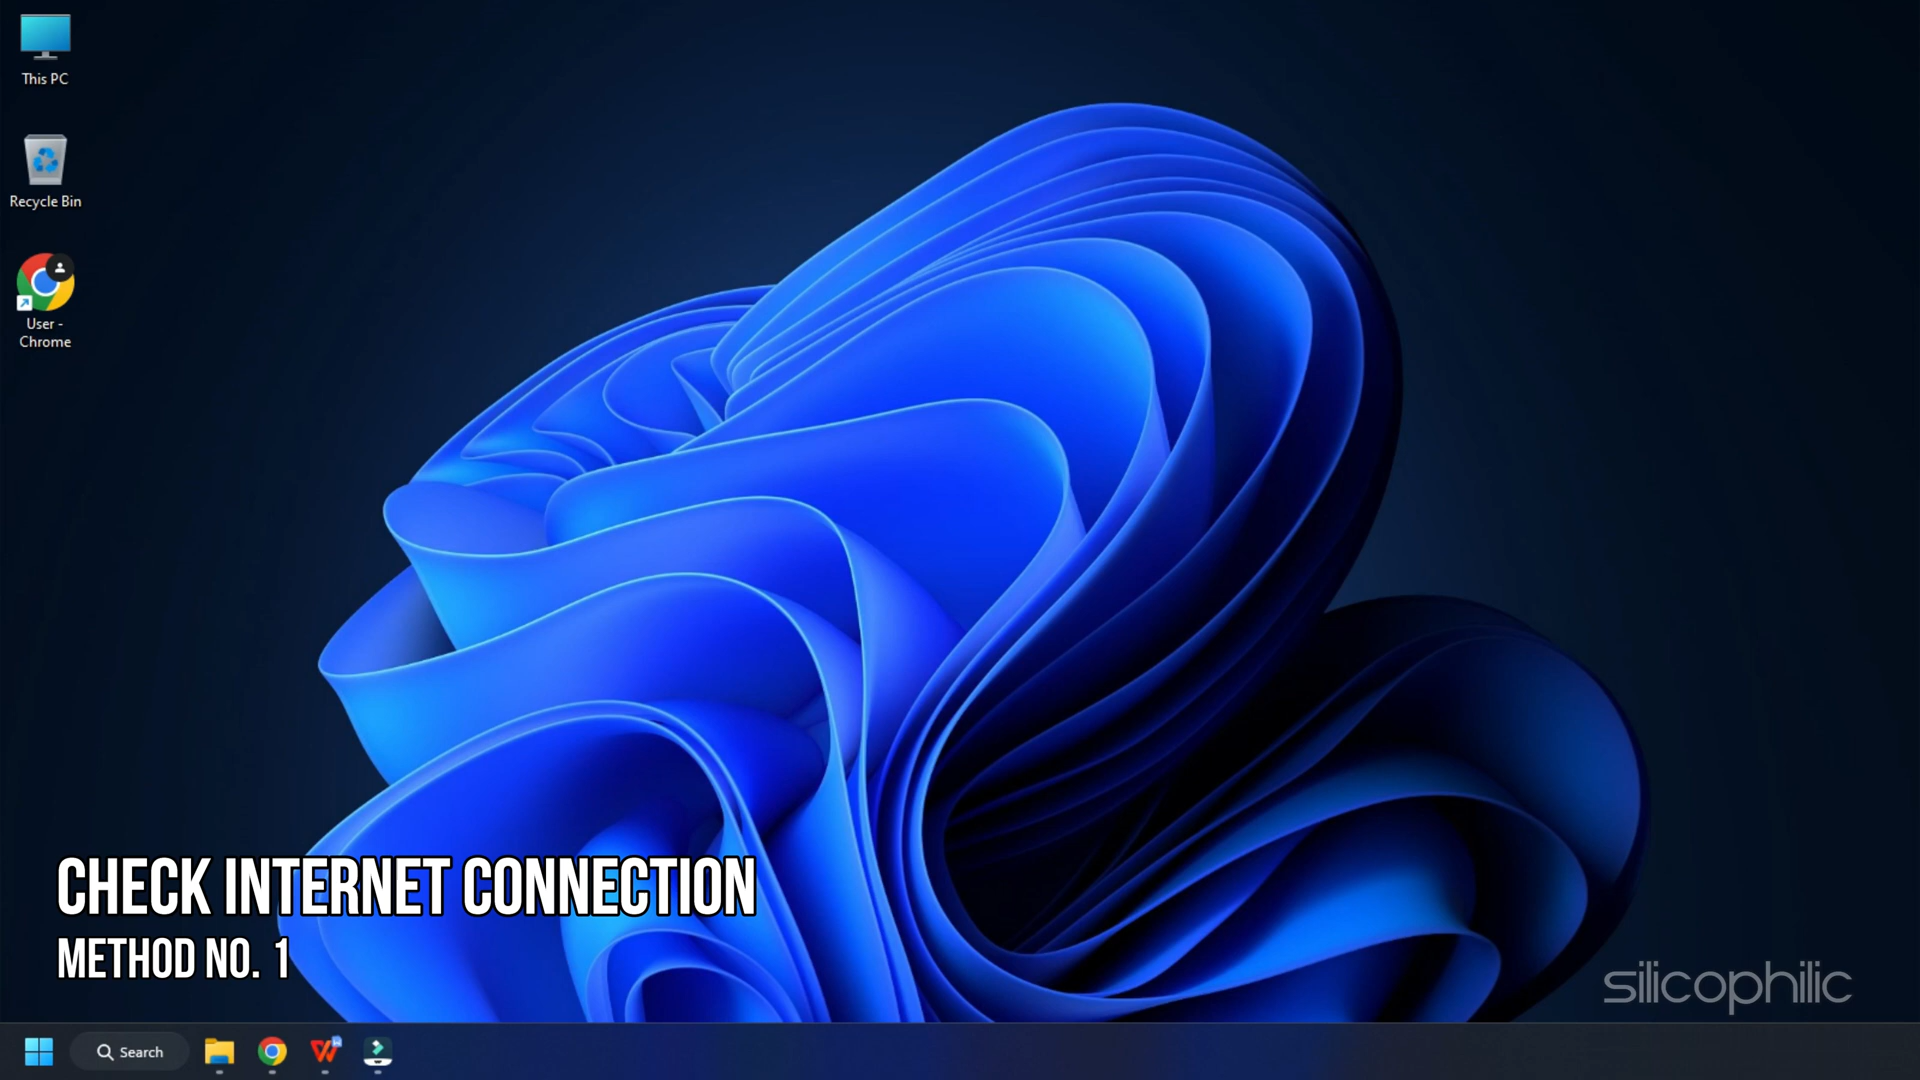 This PC
Recycle Bin
User -
Chrome
CHECK INTERNET CONNECTION
METHOD NO. 1
silicophilic
Search